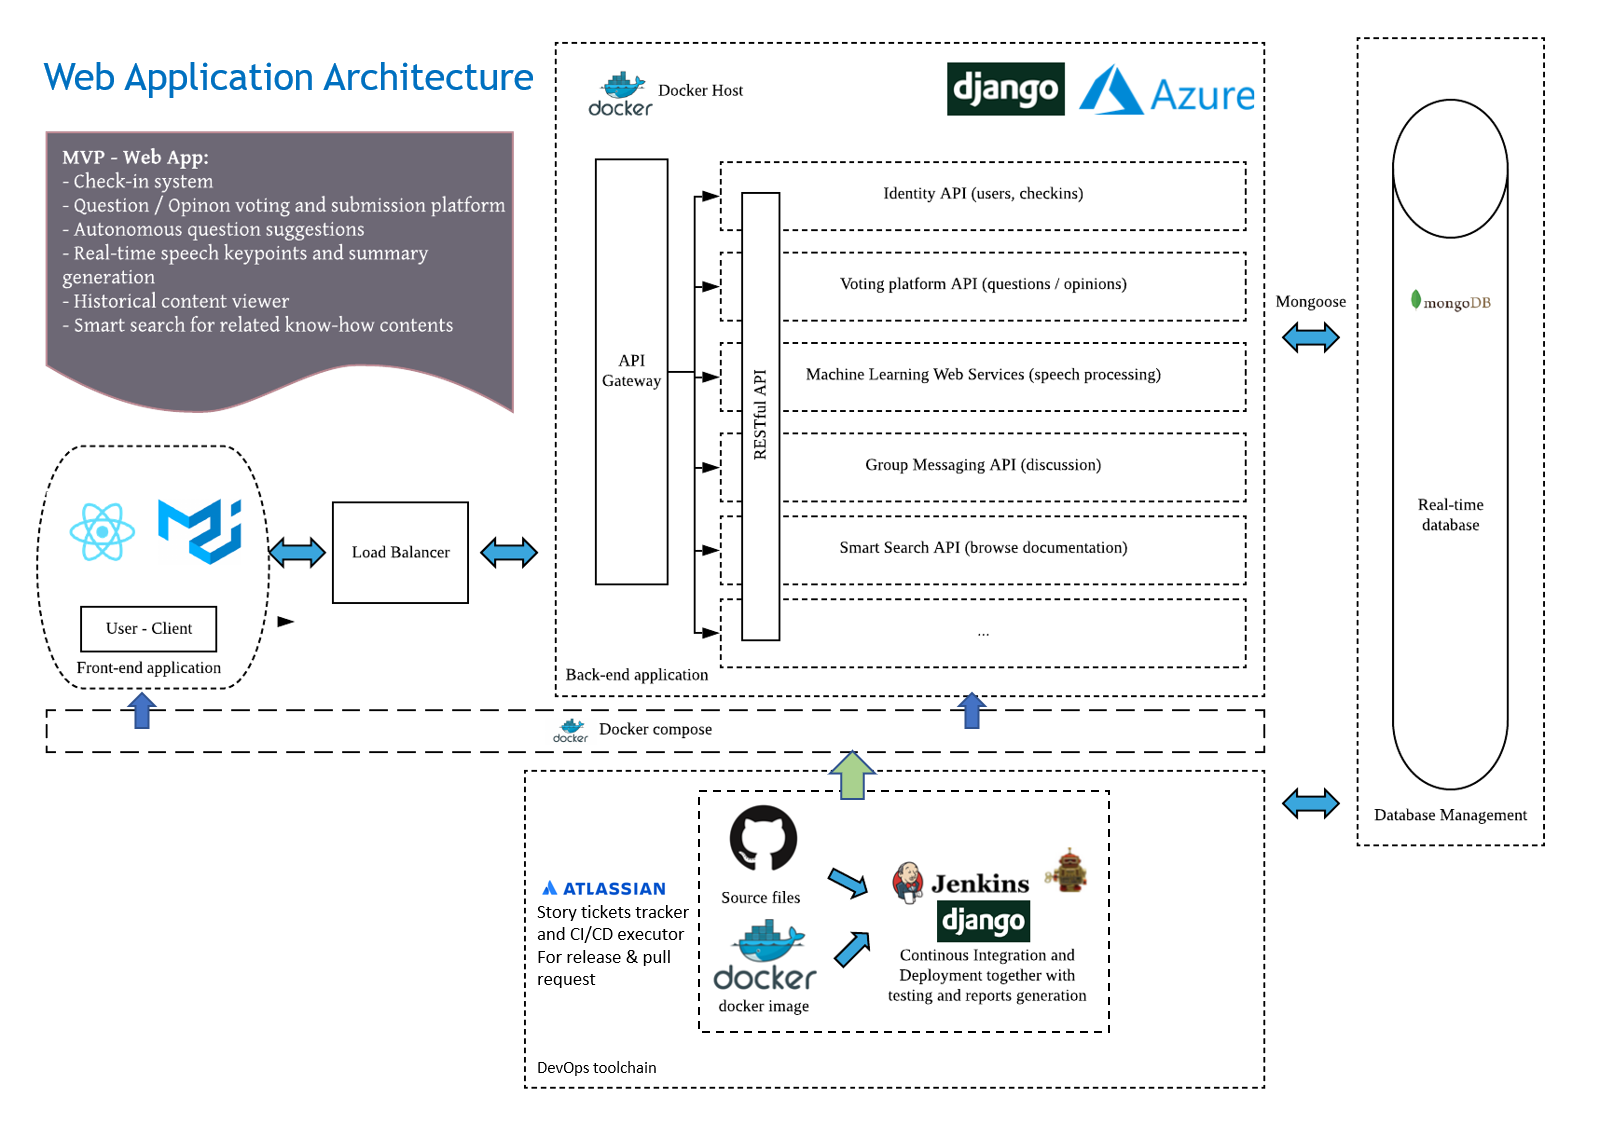 Web Application Architecture
MVP - Web App:
- Check-in system
- Question / Opinon voting and submission platform
- Autonomous question suggestions
- Real-time speech keypoints and summary
generation
- Historical content viewer
- Smart search for related know-how contents
docker
Docker Host
django
Azure
API
Gateway
RESTful API
Identity API (users, checkins)
Voting platform API (questions / opinions)
Machine Learning Web Services (speech processing)
Group Messaging API (discussion)
Smart Search API (browse documentation)
...
Back-end application
Mongoose
mongoDB
Real-time
database
Database Management
Load Balancer
User - Client
Front-end application
docker
Docker compose
ATLASSIAN
Story tickets tracker
and CI/CD executor
For release & pull
request
Source files
docker
docker image
Jenkins
django
Continous Integration and
Deployment together with
testing and reports generation
DevOps toolchain